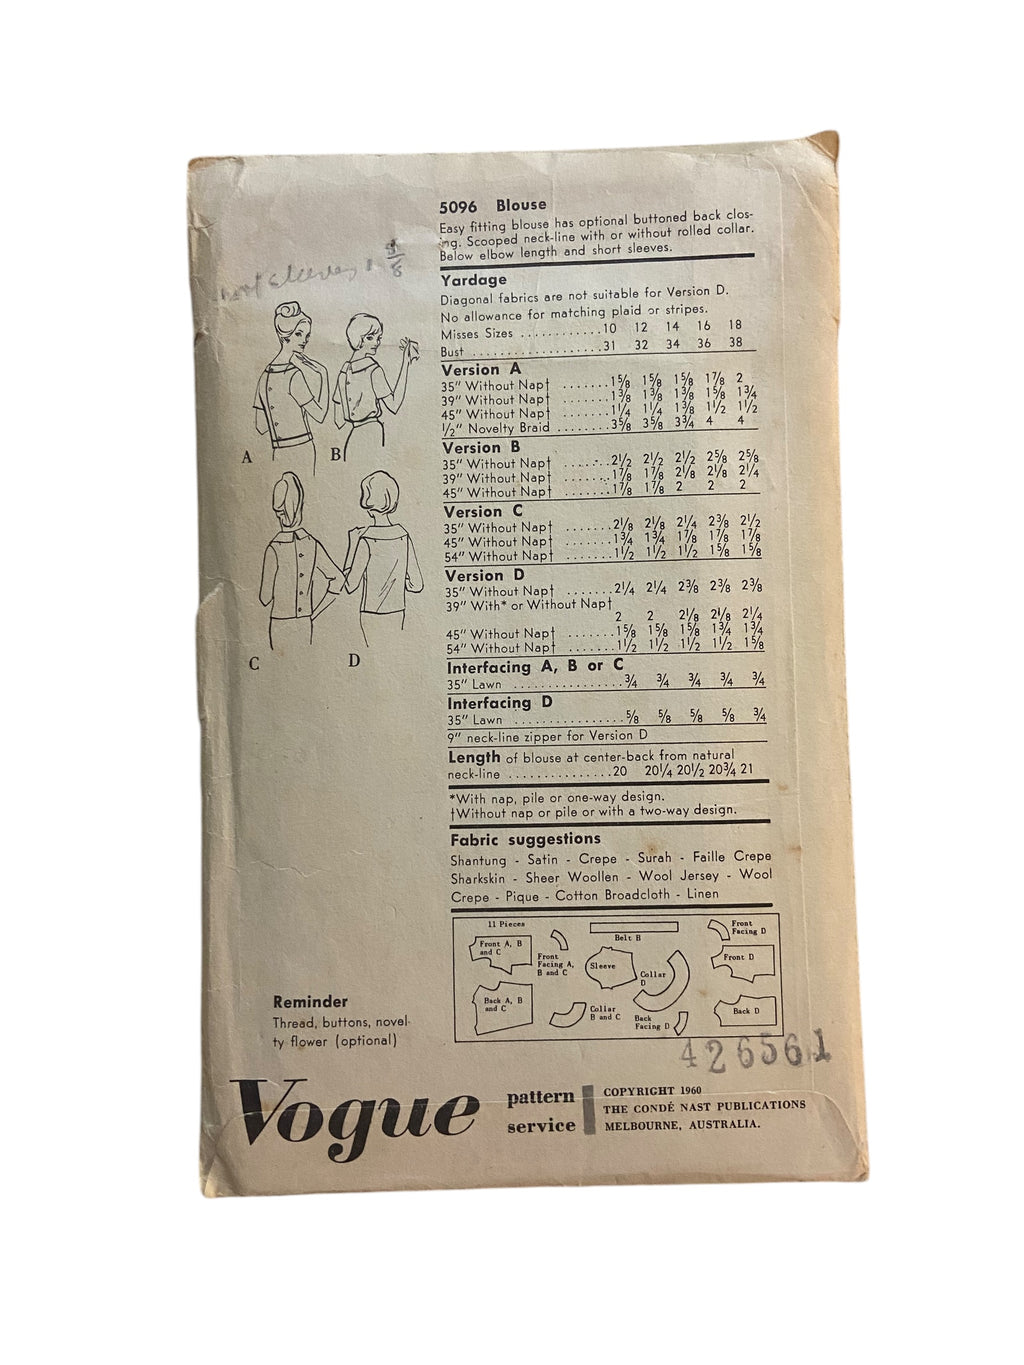 5096 Blouse
Easy fitting blouse has optional buttoned back clos-
ing. Scooped neck-line with or without rolled collar.
Below elbow length and short sleeves.
Yardage
Diagonal fabrics are not suitable for Version D.
No allowance for matching plaid or stripes.
Misses Sizes ............10 12 14 16 18
Bust ...................31 32 34 36 38
Version A
35" Without Nap† .......1⅝ 1⅝ 1⅝ 1⅞ 2
39" Without Nap† .......1⅜ 1⅜ 1⅜ 1⅝ 1¾
45" Without Nap† .......1¼ 1¼ 1⅜ 1½ 1½
½" Novelty Braid ........3⅝ 3⅝ 3¾ 4 4
Version B
35" Without Nap† .......2½ 2½ 2½ 2⅝ 2⅝
39" Without Nap† .......1⅞ 1⅞ 2⅛ 2⅛ 2¼
45" Without Nap† .......1⅞ 1⅞ 2 2 2
Version C
35" Without Nap† .......2⅛ 2⅛ 2¼ 2⅜ 2½
45" Without Nap† .......1¾ 1¾ 1⅞ 1⅞ 1⅞
54" Without Nap† .......1½ 1½ 1½ 1⅝ 1⅝
Version D
35" Without Nap† .......2¼ 2¼ 2⅜ 2⅜ 2⅜
39" With* or Without Nap†
2 2 2⅛ 2⅛ 2¼
45" Without Nap† .......1⅝ 1⅝ 1⅝ 1¾ 1¾
54" Without Nap† .......1½ 1½ 1½ 1½ 1⅝
Interfacing A, B or C
35" Lawn ................¾ ¾ ¾ ¾ ¾
Interfacing D
35" Lawn ................⅝ ⅝ ⅝ ⅝ ¾
9" neck-line zipper for Version D
Length of blouse at center-back from natural
neck-line ...............20 20¼ 20½ 20¾ 21
*With nap, pile or one-way design.
†Without nap or pile or with a two-way design.
Fabric suggestions
Shantung - Satin - Crepe - Surah - Faille Crepe
Sharkskin - Sheer Woollen - Wool Jersey - Wool
Crepe - Pique - Cotton Broadcloth - Linen
A
B
C
D
11 Pieces
Front A, B
and C
Front
Facing A,
B and C
Belt B
Front
Facing D
Sleeve
Collar
D
Front D
Back A, B
and C
Collar
B and C
Back
Facing D
Back D
Reminder
Thread, buttons, novel-
ty flower (optional)
426561
Vogue
pattern
service
COPYRIGHT 1960
THE CONDÉ NAST PUBLICATIONS
MELBOURNE, AUSTRALIA.